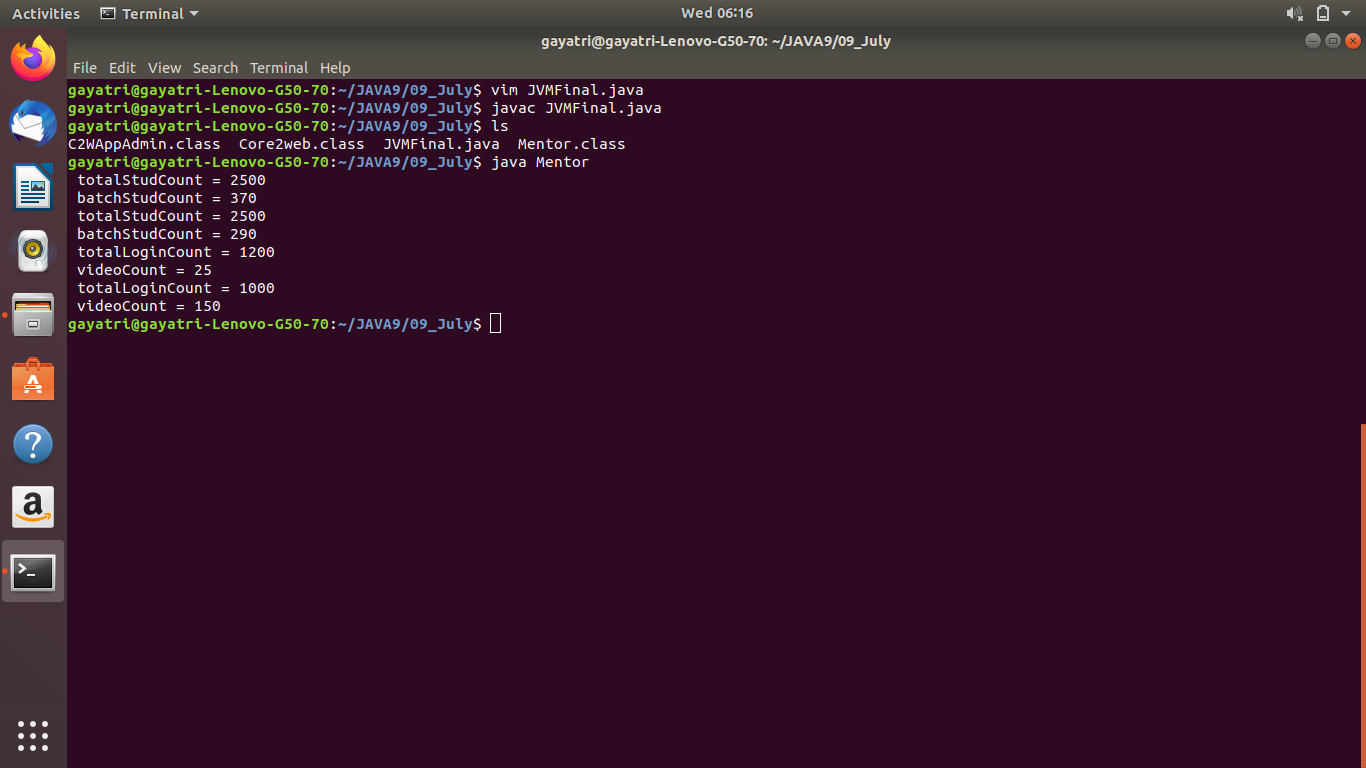 Activities Terminal Wed 06:16
gayatri@gayatri-Lenovo-G50-70: ~/JAVA9/09_July
File Edit View Search Terminal Help
gayatri@gayatri-Lenovo-G50-70:~/JAVA9/09_July$ vim JVMFinal.java
gayatri@gayatri-Lenovo-G50-70:~/JAVA9/09_July$ javac JVMFinal.java
gayatri@gayatri-Lenovo-G50-70:~/JAVA9/09_July$ ls
C2WAppAdmin.class  Core2web.class  JVMFinal.java  Mentor.class
gayatri@gayatri-Lenovo-G50-70:~/JAVA9/09_July$ java Mentor
 totalStudCount = 2500
 batchStudCount = 370
 totalStudCount = 2500
 batchStudCount = 290
 totalLoginCount = 1200
 videoCount = 25
 totalLoginCount = 1000
 videoCount = 150
gayatri@gayatri-Lenovo-G50-70:~/JAVA9/09_July$